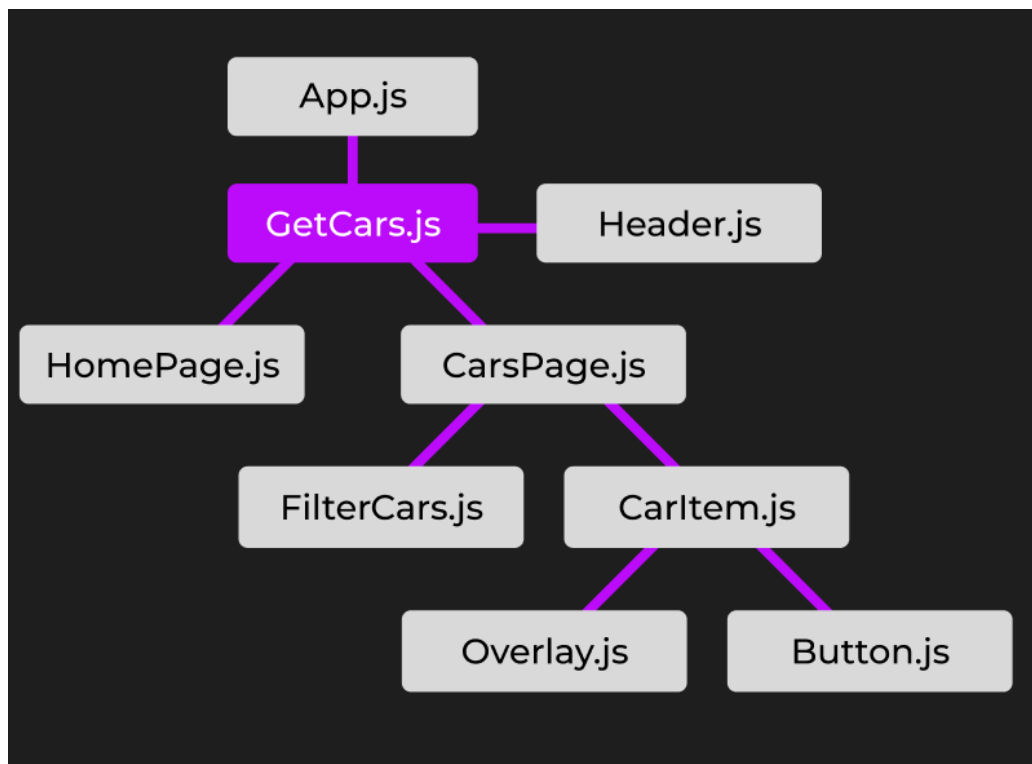 App.js
GetCars.js
Header.js
HomePage.js
CarsPage.js
FilterCars.js
CarItem.js
Overlay.js
Button.js